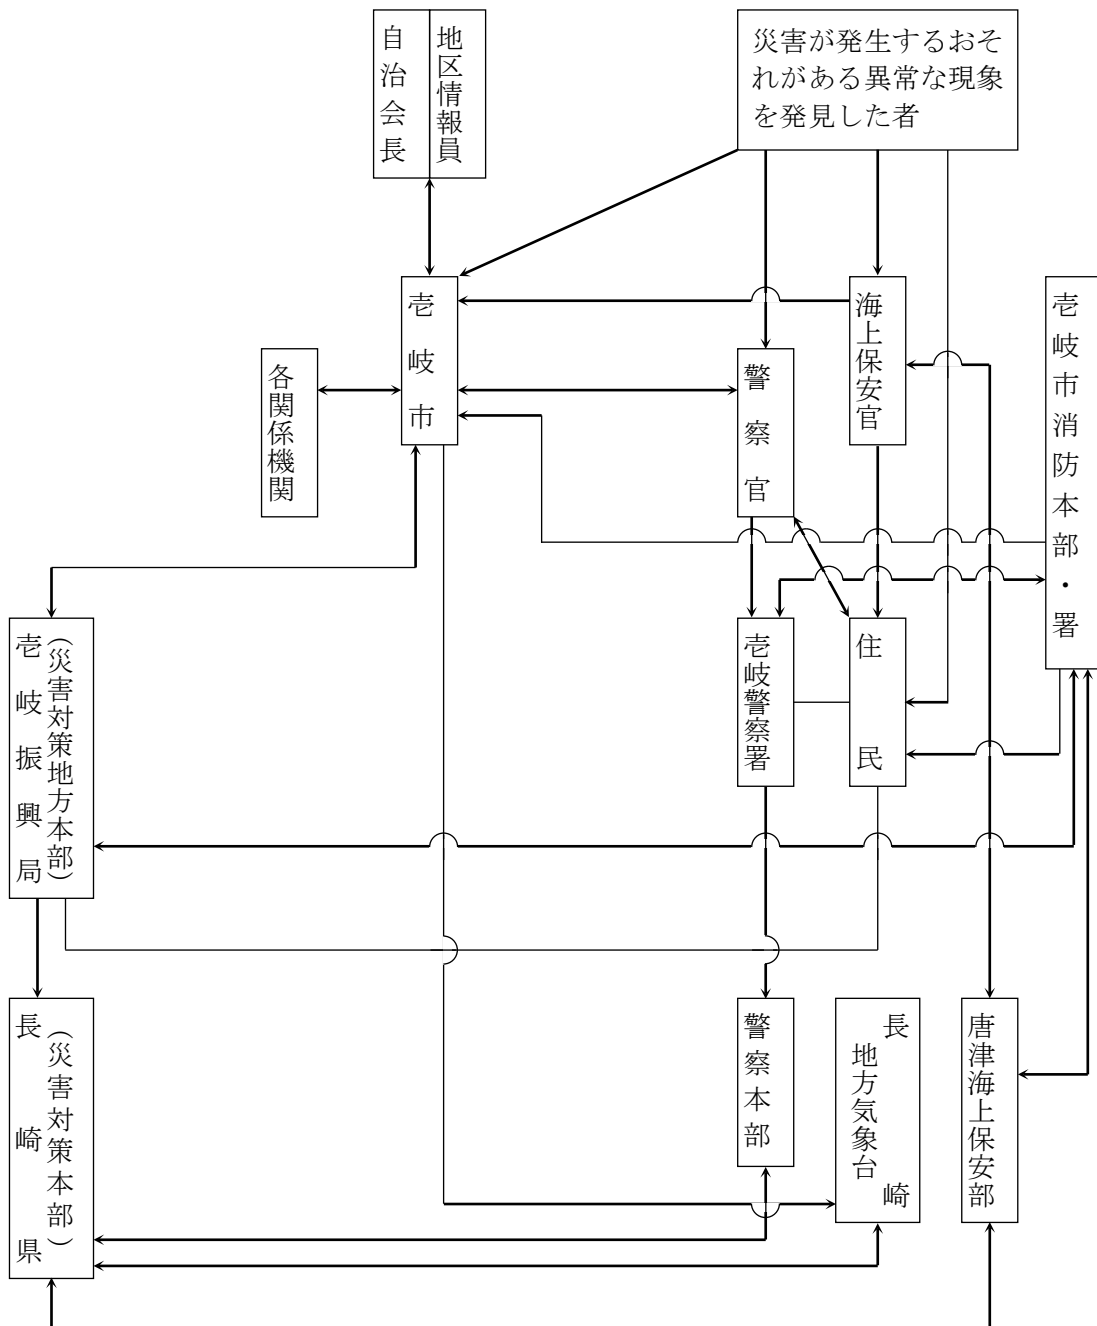 自治会長
地区情報員
災害が発生するおそ
れがある異常な現象
を発見した者
壱岐市
海上保安官
壱岐市消防本部・署
各関係機関
警察官
壱岐振興局
（災害対策地方本部）
壱岐警察署
住民
長崎県
（災害対策本部）
警察本部
長崎
地方気象台
唐津海上保安部